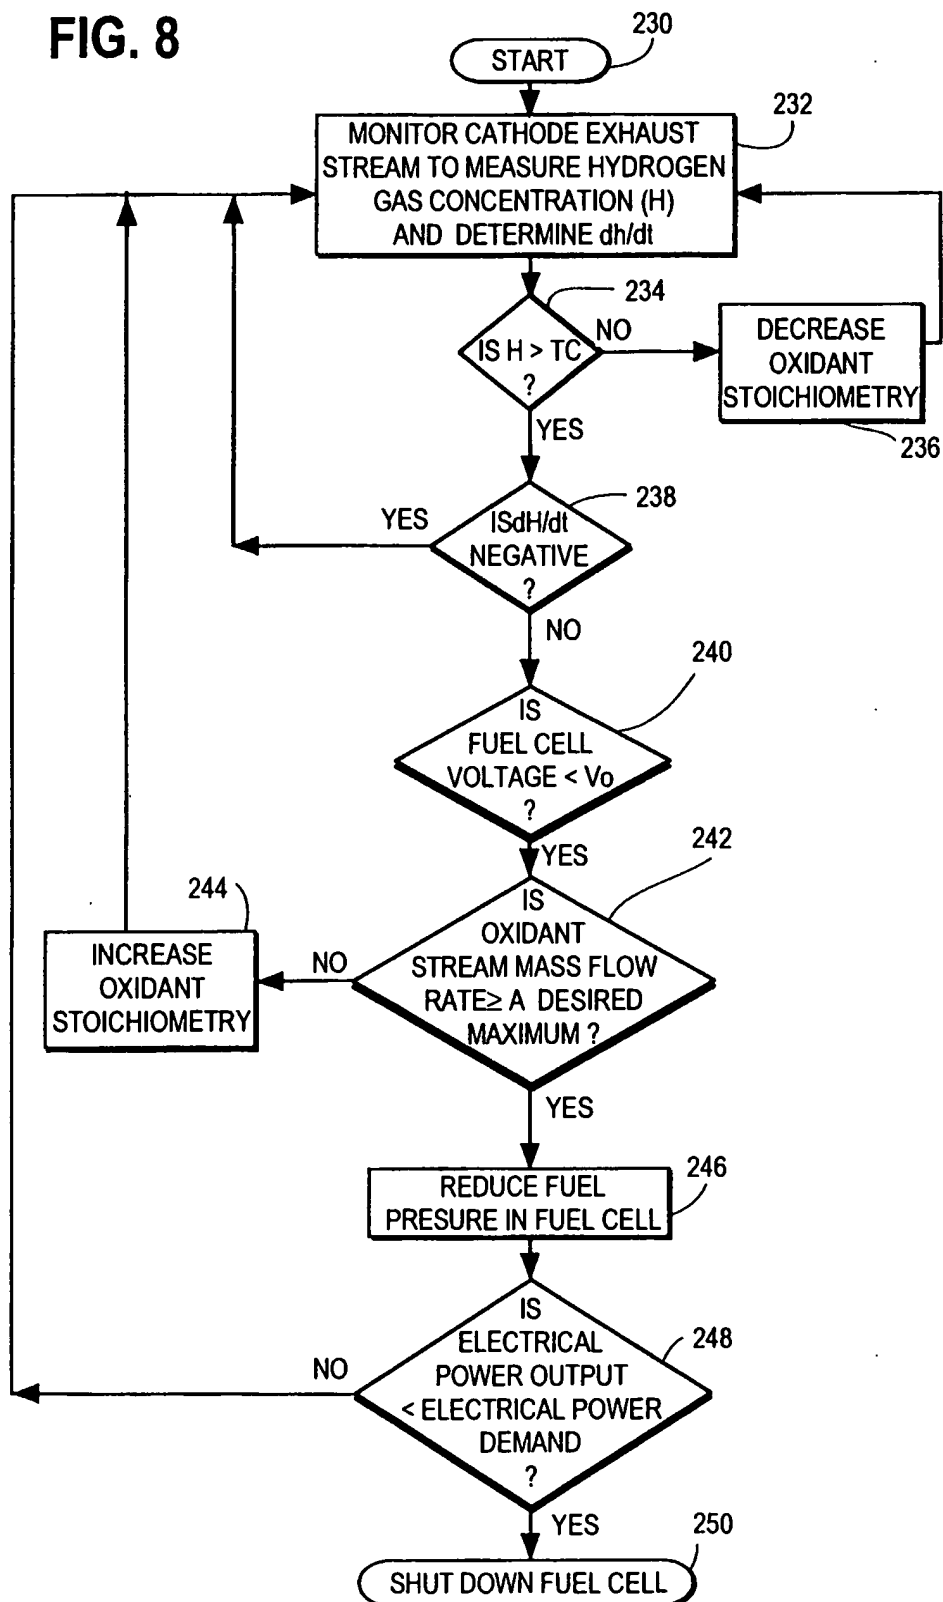 FIG. 8
230
START
232
MONITOR CATHODE EXHAUST
STREAM TO MEASURE HYDROGEN
GAS CONCENTRATION (H)
AND DETERMINE dh/dt
234
IS H > TC
?
NO
DECREASE
OXIDANT
STOICHIOMETRY
236
YES
238
ISdH/dt
NEGATIVE
?
YES
NO
240
IS
FUEL CELL
VOLTAGE < Vo
?
YES
242
IS
OXIDANT
STREAM MASS FLOW
RATE≥ A DESIRED
MAXIMUM ?
NO
244
INCREASE
OXIDANT
STOICHIOMETRY
YES
246
REDUCE FUEL
PRESURE IN FUEL CELL
248
IS
ELECTRICAL
POWER OUTPUT
< ELECTRICAL POWER
DEMAND
?
NO
YES
250
SHUT DOWN FUEL CELL